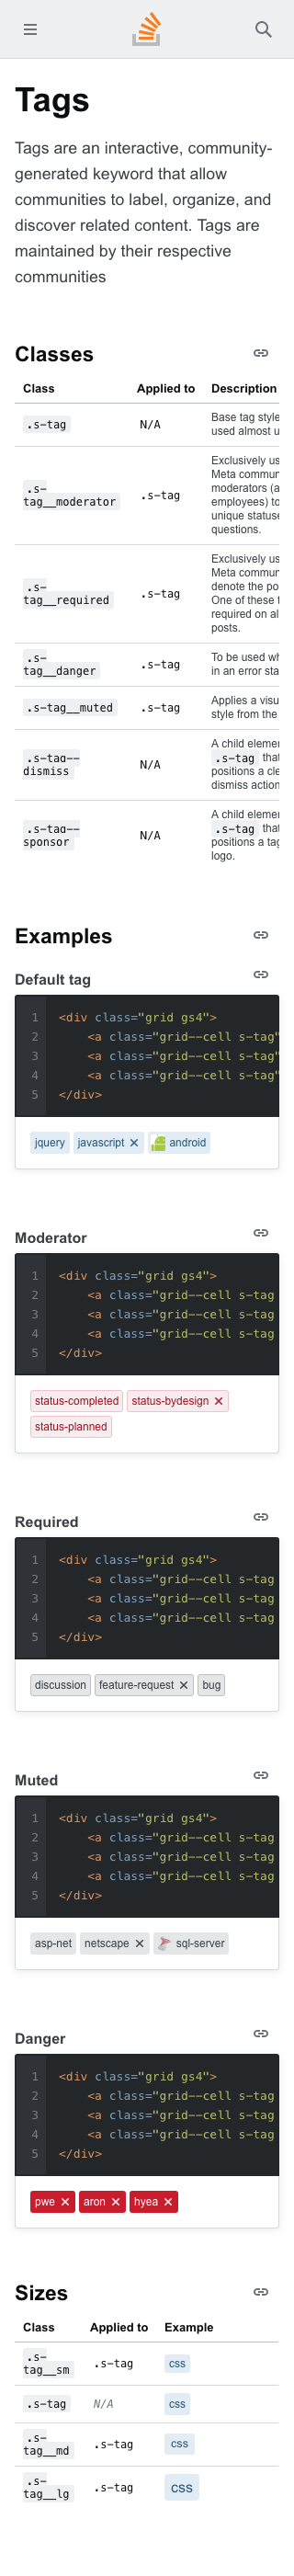 Tags
Tags are an interactive, community-
generated keyword that allow
communities to label, organize, and
discover related content. Tags are
maintained by their respective
communities
Classes
Class Applied to Description
.s-tag N/A Base tag style
used almost u
.s-
tag__moderator .s-tag Exclusively us
Meta commun
moderators (a
employees) to
unique statuse
questions.
.s-
tag__required .s-tag Exclusively us
Meta commun
denote the po
One of these t
required on al
posts.
.s-
tag__danger .s-tag To be used wh
in an error sta
.s-tag__muted .s-tag Applies a visu
style from the
.s-tag--
dismiss N/A A child elemer
.s-tag that
positions a cle
dismiss action
.s-tag--
sponsor N/A A child elemer
.s-tag that
positions a tag
logo.
Examples
Default tag
1 <div class="grid gs4">
2 <a class="grid--cell s-tag"
3 <a class="grid--cell s-tag"
4 <a class="grid--cell s-tag"
5 </div>
jquery javascript android
Moderator
1 <div class="grid gs4">
2 <a class="grid--cell s-tag
3 <a class="grid--cell s-tag
4 <a class="grid--cell s-tag
5 </div>
status-completed status-bydesign
status-planned
Required
1 <div class="grid gs4">
2 <a class="grid--cell s-tag
3 <a class="grid--cell s-tag
4 <a class="grid--cell s-tag
5 </div>
discussion feature-request bug
Muted
1 <div class="grid gs4">
2 <a class="grid--cell s-tag
3 <a class="grid--cell s-tag
4 <a class="grid--cell s-tag
5 </div>
asp-net netscape sql-server
Danger
1 <div class="grid gs4">
2 <a class="grid--cell s-tag
3 <a class="grid--cell s-tag
4 <a class="grid--cell s-tag
5 </div>
pwe aron hyea
Sizes
Class Applied to Example
.s-
tag__sm .s-tag css
.s-tag N/A css
.s-
tag__md .s-tag css
.s-
tag__lg .s-tag css